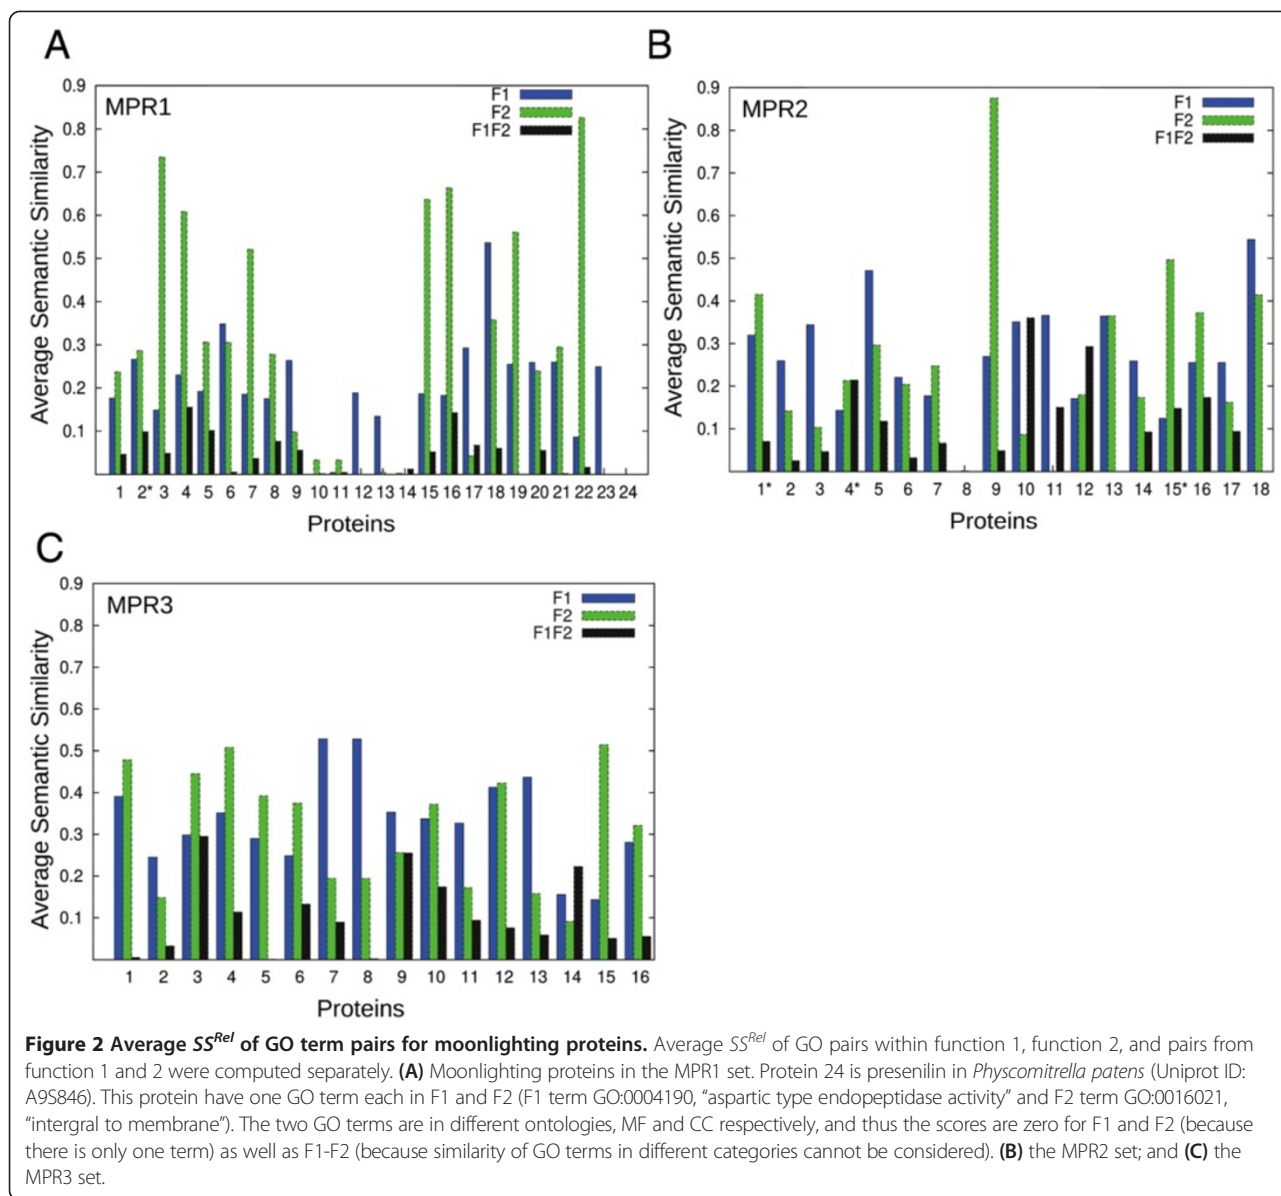 A
MPR1
F1
F2
F1F2
Average Semantic Similarity
0.9
0.8
0.7
0.6
0.5
0.4
0.3
0.2
0.1
1 2* 3 4 5 6 7 8 9 10 11 12 13 14 15 16 17 18 19 20 21 22 23 24
Proteins
B
MPR2
F1
F2
F1F2
Average Semantic Similarity
0.9
0.8
0.7
0.6
0.5
0.4
0.3
0.2
0.1
1* 2 3 4* 5 6 7 8 9 10 11 12 13 14 15* 16 17 18
Proteins
C
MPR3
F1
F2
F1F2
Average Semantic Similarity
0.9
0.8
0.7
0.6
0.5
0.4
0.3
0.2
0.1
1 2 3 4 5 6 7 8 9 10 11 12 13 14 15 16
Proteins
Figure 2 Average SS^Rel of GO term pairs for moonlighting proteins. Average SS^Rel of GO pairs within function 1, function 2, and pairs from
function 1 and 2 were computed separately. (A) Moonlighting proteins in the MPR1 set. Protein 24 is presenilin in Physcomitrella patens (Uniprot ID:
A9S846). This protein have one GO term each in F1 and F2 (F1 term GO:0004190, “aspartic type endopeptidase activity” and F2 term GO:0016021,
“intergral to membrane”). The two GO terms are in different ontologies, MF and CC respectively, and thus the scores are zero for F1 and F2 (because
there is only one term) as well as F1-F2 (because similarity of GO terms in different categories cannot be considered). (B) the MPR2 set; and (C) the
MPR3 set.